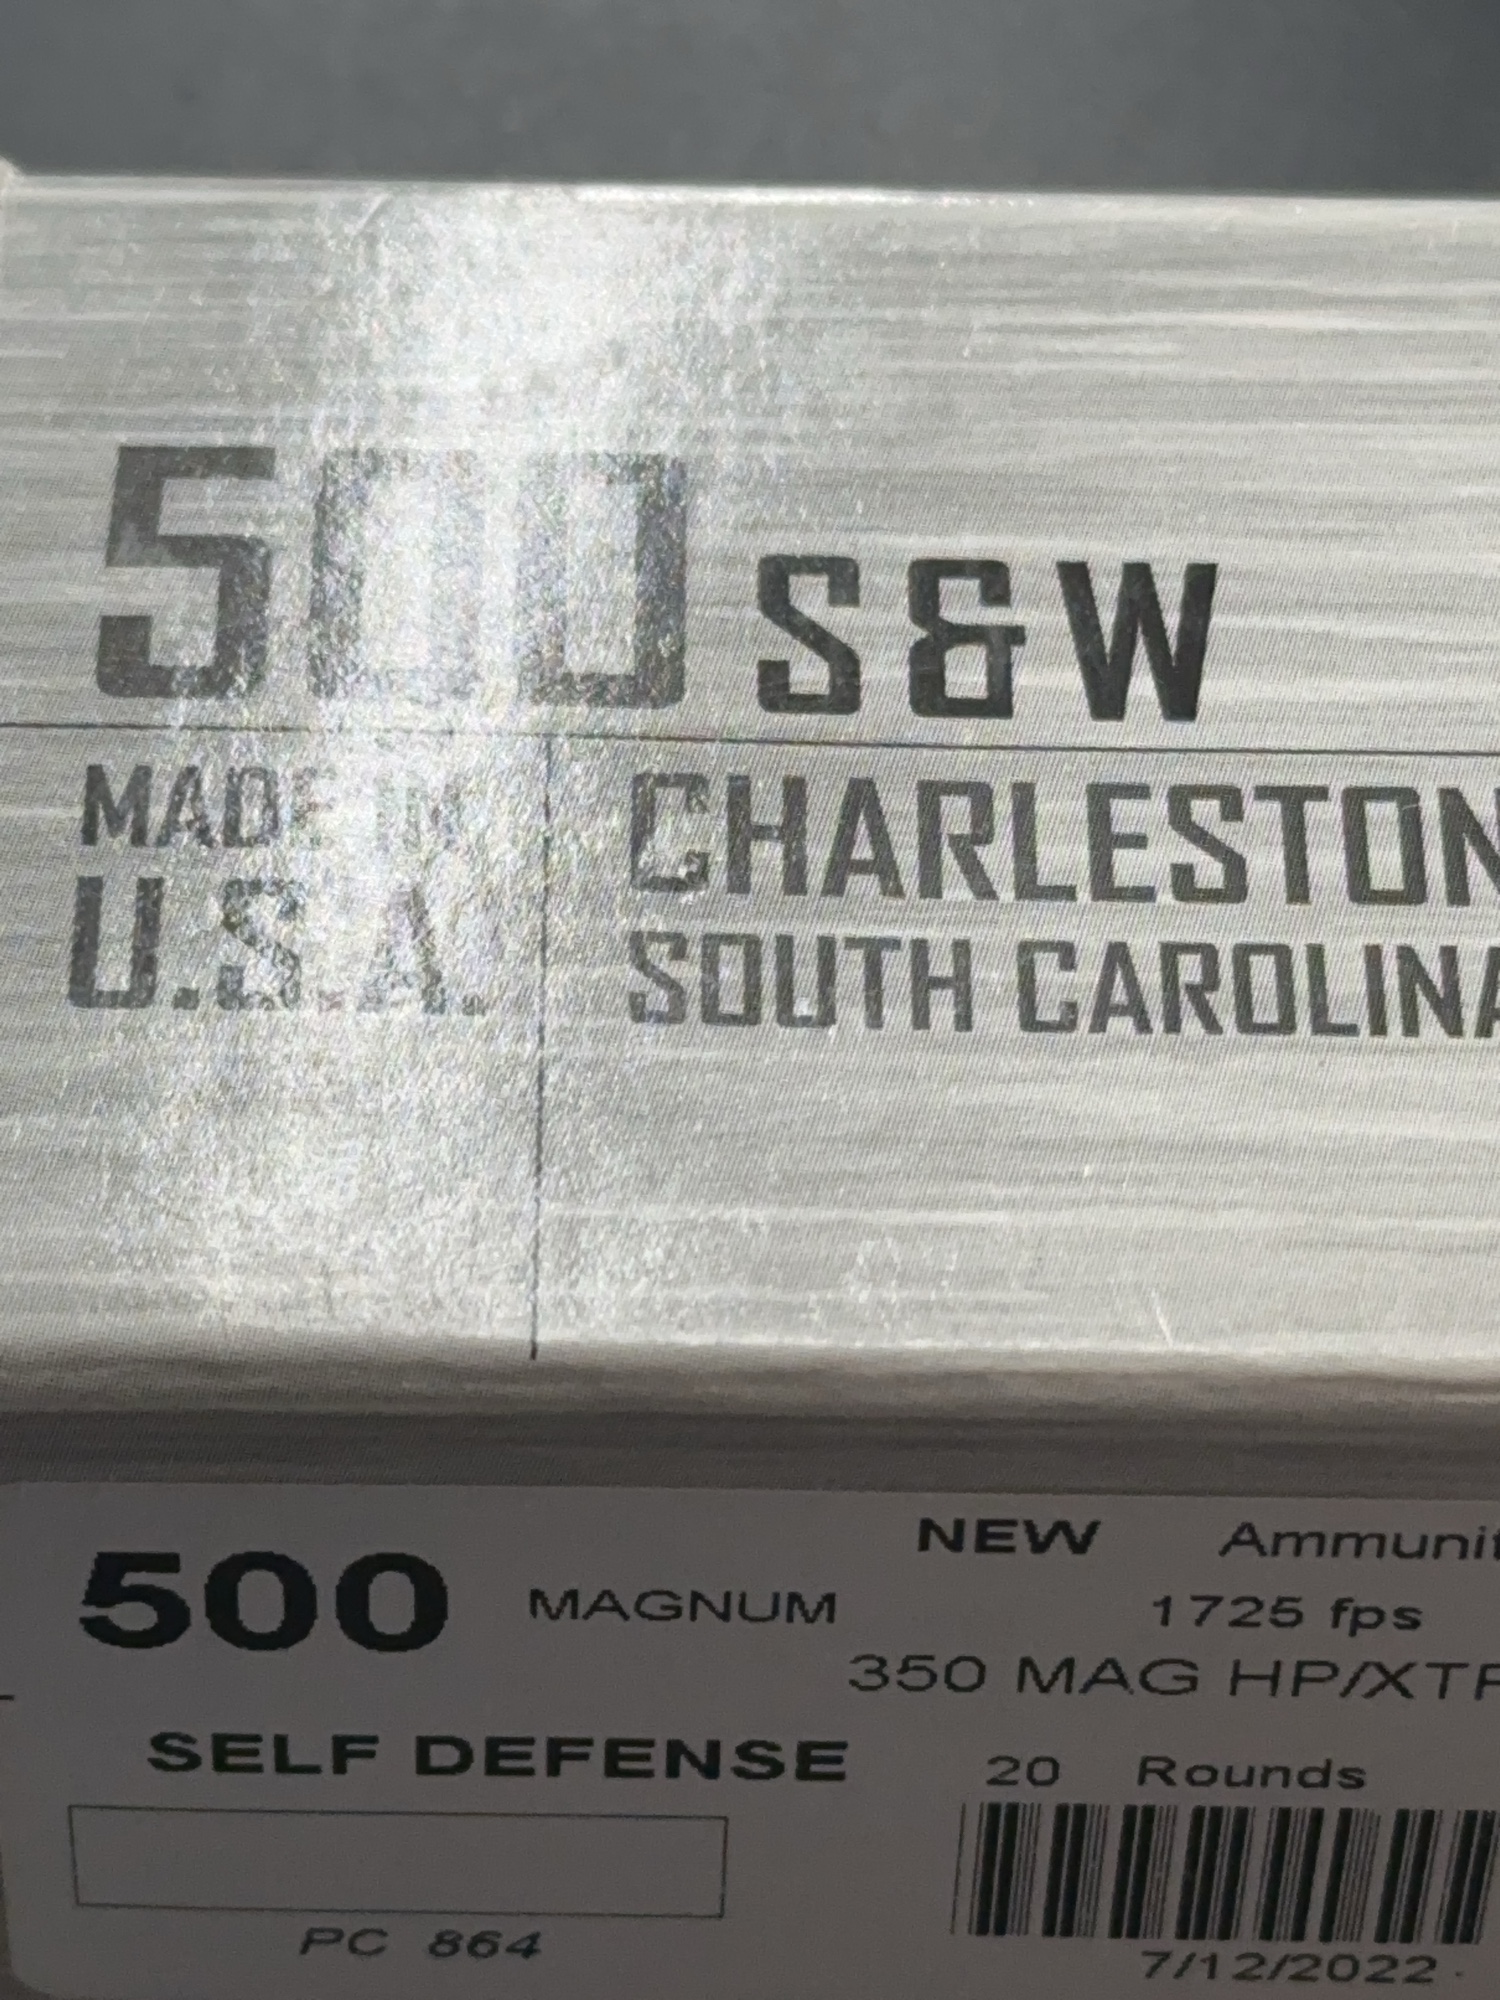 500 S&W
MADE IN
U.S.A.
CHARLESTON
SOUTH CAROLINA
500 MAGNUM
NEW Ammunit
1725 fps
350 MAG HP/XTP
SELF DEFENSE
20 Rounds
PC 864
7/12/2022